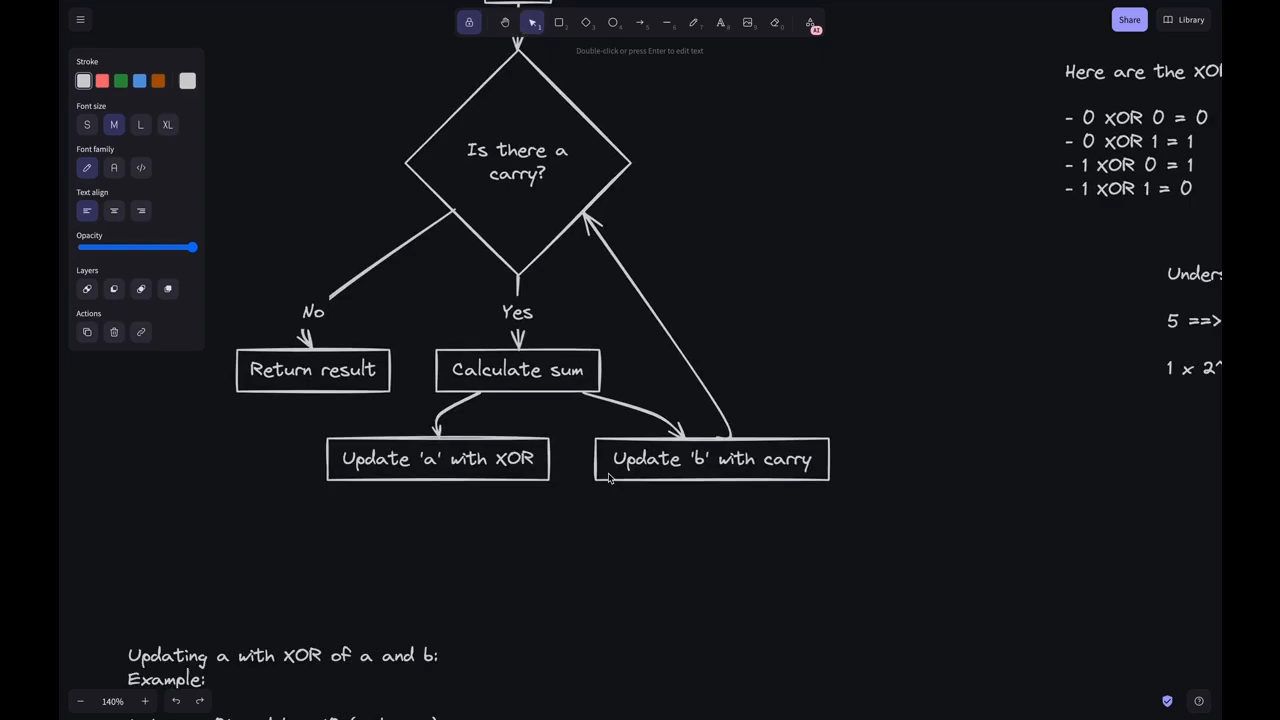 Share
Library
Double-click or press Enter to edit text
Stroke
Font size
S M L XL
Font family
A
Text align
Opacity
Layers
Actions
Is there a
carry?
No
Yes
Return result
Calculate sum
Update 'a' with XOR
Update 'b' with carry
Here are the XOR
- 0 XOR 0 = 0
- 0 XOR 1 = 1
- 1 XOR 0 = 1
- 1 XOR 1 = 0
Unders
5 ==>
1 x 2^
Updating a with XOR of a and b:
Example:
140%